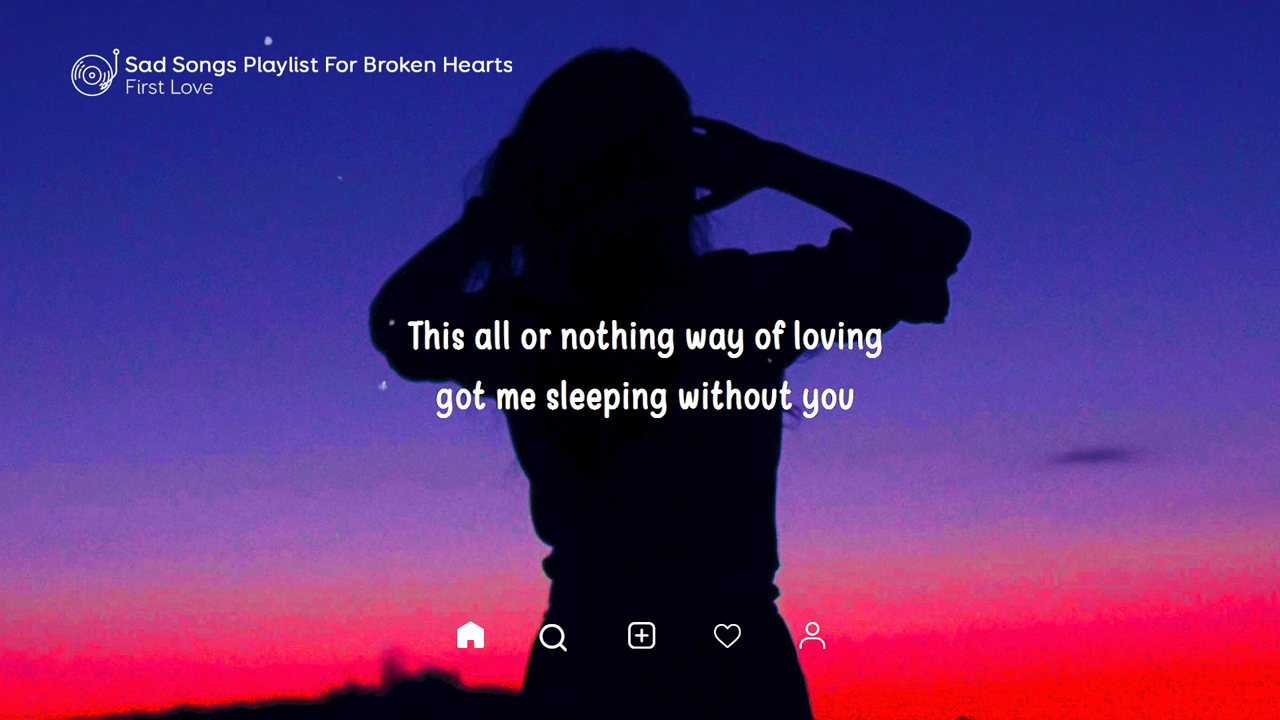 Sad Songs Playlist For Broken Hearts
First Love
This all or nothing way of loving
got me sleeping without you